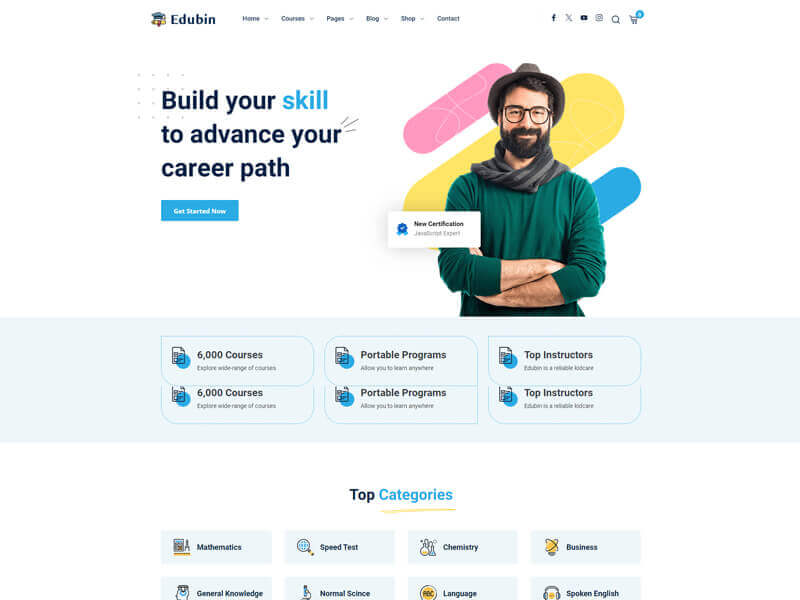 Edubin
Home Courses Pages Blog Shop Contact
0
Build your skill
to advance your
career path
Get Started Now
New Certification
JavaScript Expert
6,000 Courses
Explore wide-range of courses
Portable Programs
Allow you to learn anywhere
Top Instructors
Edubin is a reliable kidcare
6,000 Courses
Explore wide-range of courses
Portable Programs
Allow you to learn anywhere
Top Instructors
Edubin is a reliable kidcare
Top Categories
Mathematics
Speed Test
Chemistry
Business
General Knowledge
Normal Scince
ABC
Language
Spoken English